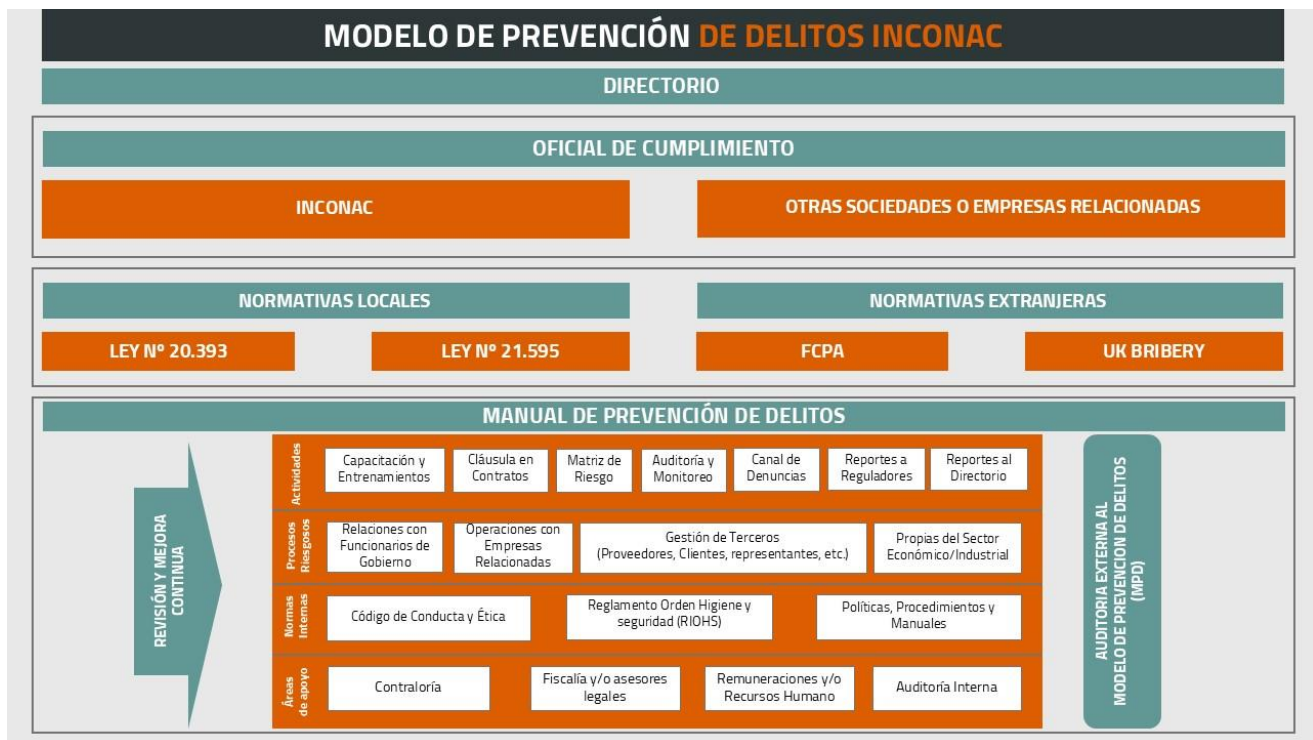 MODELO DE PREVENCIÓN DE DELITOS INCONAC
DIRECTORIO
OFICIAL DE CUMPLIMIENTO
INCONAC
OTRAS SOCIEDADES O EMPRESAS RELACIONADAS
NORMATIVAS LOCALES
NORMATIVAS EXTRANJERAS
LEY Nº 20.393
LEY Nº 21.595
FCPA
UK BRIBERY
MANUAL DE PREVENCIÓN DE DELITOS
REVISIÓN Y MEJORA
CONTINUA
Actividades
Capacitación y
Entrenamientos
Cláusula en
Contratos
Matriz de
Riesgo
Auditoría y
Monitoreo
Canal de
Denuncias
Reportes a
Reguladores
Reportes al
Directorio
Procesos
Riesgosos
Relaciones con
Funcionarios de
Gobierno
Operaciones con
Empresas
Relacionadas
Gestión de Terceros
(Proveedores, Clientes, representantes, etc.)
Propias del Sector
Económico/Industrial
Normas
Internas
Código de Conducta y Ética
Reglamento Orden Higiene y
seguridad (RIOHS)
Políticas, Procedimientos y
Manuales
Áreas
de apoyo
Contraloría
Fiscalía y/o asesores
legales
Remuneraciones y/o
Recursos Humano
Auditoría Interna
AUDITORIA EXTERNA AL
MODELO DE PREVENCION DE DELITOS
(MPD)